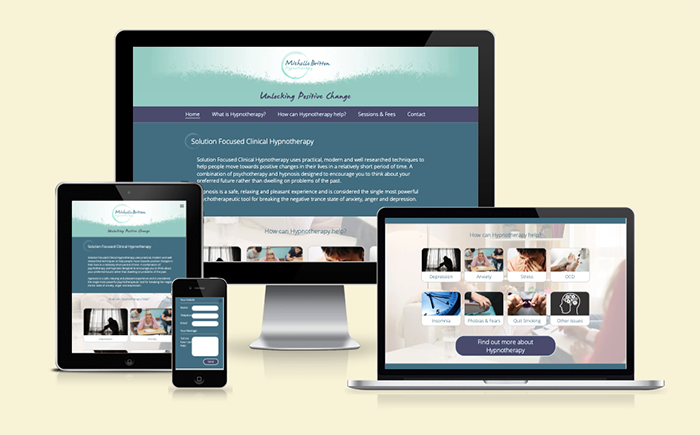 Michelle Britton
Unlocking Positive Change
Home What is Hypnotherapy? How can Hypnotherapy help? Sessions & Fees Contact
Solution Focused Clinical Hypnotherapy
Solution Focused Clinical Hypnotherapy uses practical, modern and well researched techniques to
help people move towards positive changes in their lives in a relatively short period of time. A
combination of psychotherapy and hypnosis designed to encourage you to think about your
preferred future rather than dwelling on problems of the past.
pnosis is a safe, relaxing and pleasant experience and is considered the single most powerful
chotherapeutic tool for breaking the negative trance state of anxiety, anger and depression.
How can Hypnotherapy help?
Michelle Britton
Unlocking Positive Change
Solution Focused Clinical Hypnotherapy
How can Hypnotherapy help?
Depression Anxiety
Name
Email
Your Message
How can Hypnotherapy help?
Depression Anxiety Stress OCD
Insomnia Phobias & Fears Quit Smoking Other Issues
Find out more about
Hypnotherapy